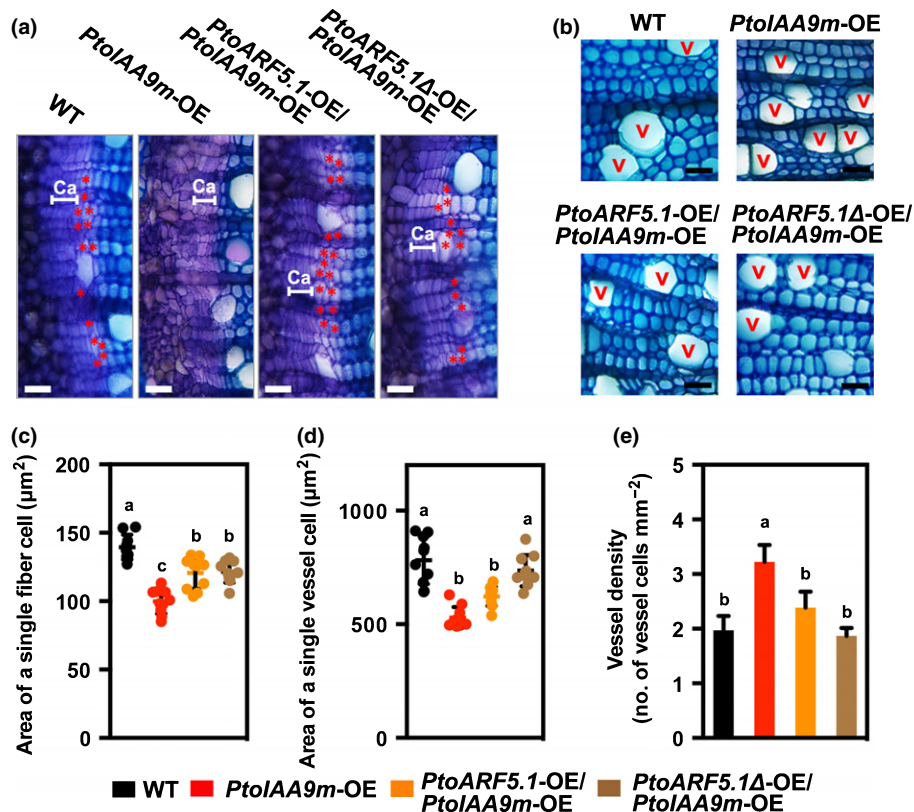 (a)
WT
PtoIAA9m-OE
PtoARF5.1-OE/
PtoIAA9m-OE
PtoARF5.1Δ-OE/
PtoIAA9m-OE
Ca
Ca
Ca
Ca
(b)
WT
PtoIAA9m-OE
V
V
V
V
V
V
V
V
V
PtoARF5.1-OE/
PtoIAA9m-OE
PtoARF5.1Δ-OE/
PtoIAA9m-OE
V
V
V
V
V
V
(c)
Area of a single fiber cell (μm²)
200
150
100
50
0
a
c
b
b
(d)
Area of a single vessel cell (μm²)
1000
500
0
a
b
b
a
(e)
Vessel density
(no. of vessel cells mm⁻²)
5
4
3
2
1
0
b
a
b
b
WT
PtoIAA9m-OE
PtoARF5.1-OE/
PtoIAA9m-OE
PtoARF5.1Δ-OE/
PtoIAA9m-OE